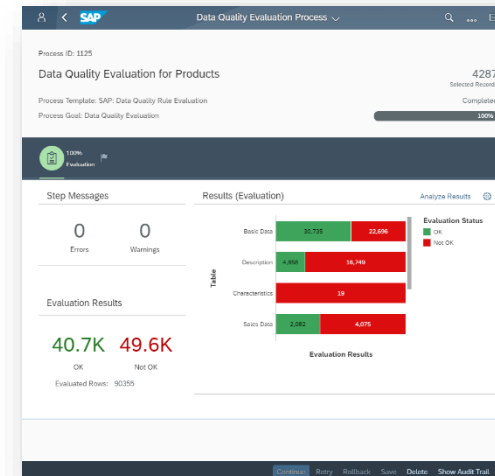 SAP Data Quality Evaluation Process
Process ID: 1125
Data Quality Evaluation for Products
4287
Selected Record
Process Template: SAP: Data Quality Rule Evaluation
Completed
Process Goal: Data Quality Evaluation
100%
100%
Evaluation
Step Messages
0
Errors
0
Warnings
Evaluation Results
40.7K
OK
49.6K
Not OK
Evaluated Rows: 90355
Results (Evaluation)
Analyze Results
Table
Basic Data 22,696
Description 4,858 18,749
Characteristics 19
Sales Data 2,082 4,075
Evaluation Results
Evaluation Status
OK
Not OK
Continue Retry Rollback Save Delete Show Audit Trail